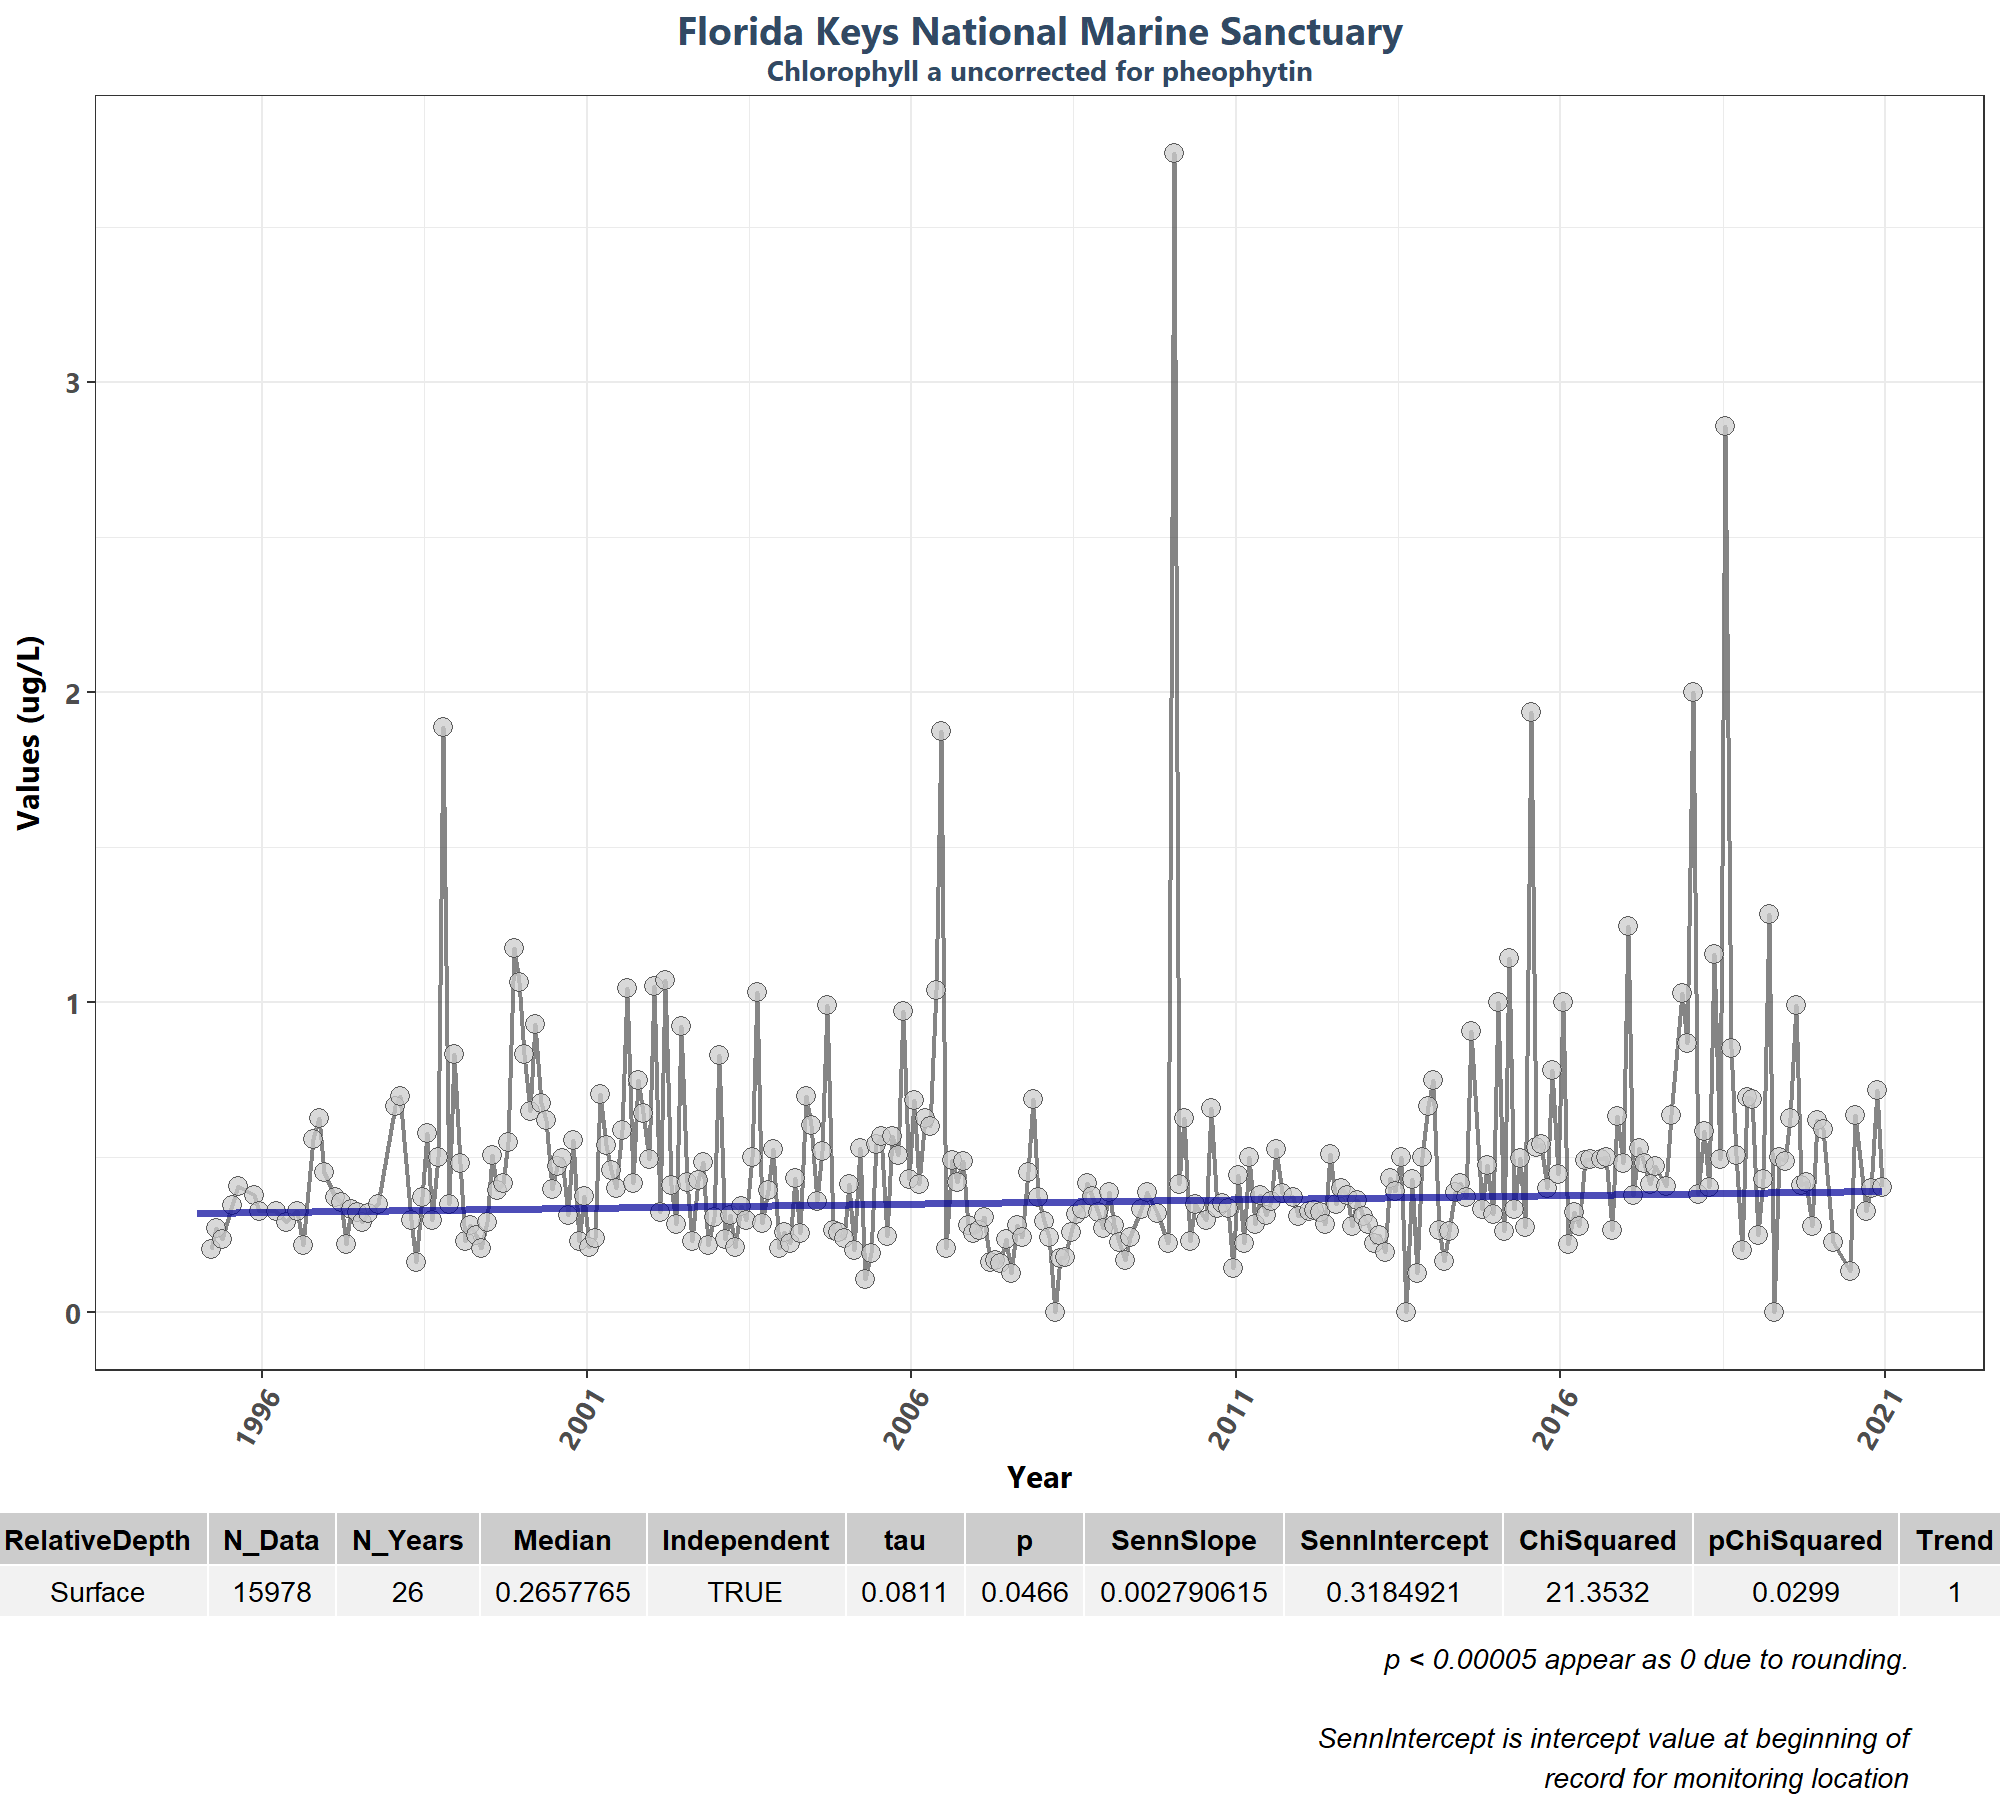 Florida Keys National Marine Sanctuary
Chlorophyll a uncorrected for pheophytin
Values (ug/L)
3
2
1
0
1996 2001 2006 2011 2016 2021
Year
RelativeDepth N_Data N_Years Median Independent tau p SennSlope SennIntercept ChiSquared pChiSquared Trend
Surface 15978 26 0.2657765 TRUE 0.0811 0.0466 0.002790615 0.3184921 21.3532 0.0299 1
p < 0.00005 appear as 0 due to rounding.
SennIntercept is intercept value at beginning of
record for monitoring location